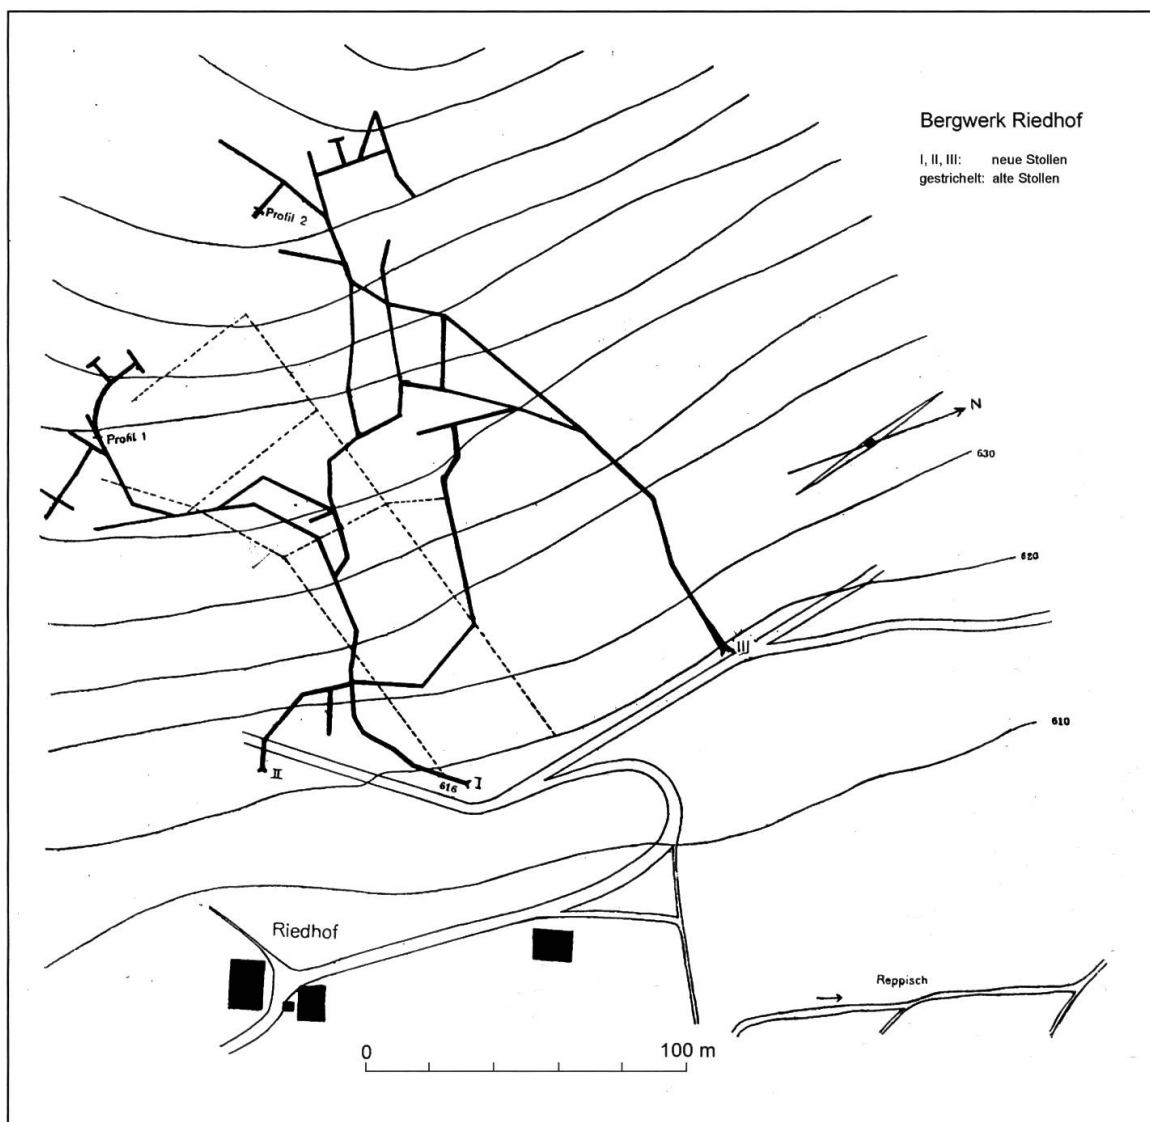 Bergwerk Riedhof
I, II, III: neue Stollen
gestrichelt: alte Stollen
Profil 2
Profil 1
N
630
620
III
610
II
616
I
Riedhof
Reppisch
0 100 m